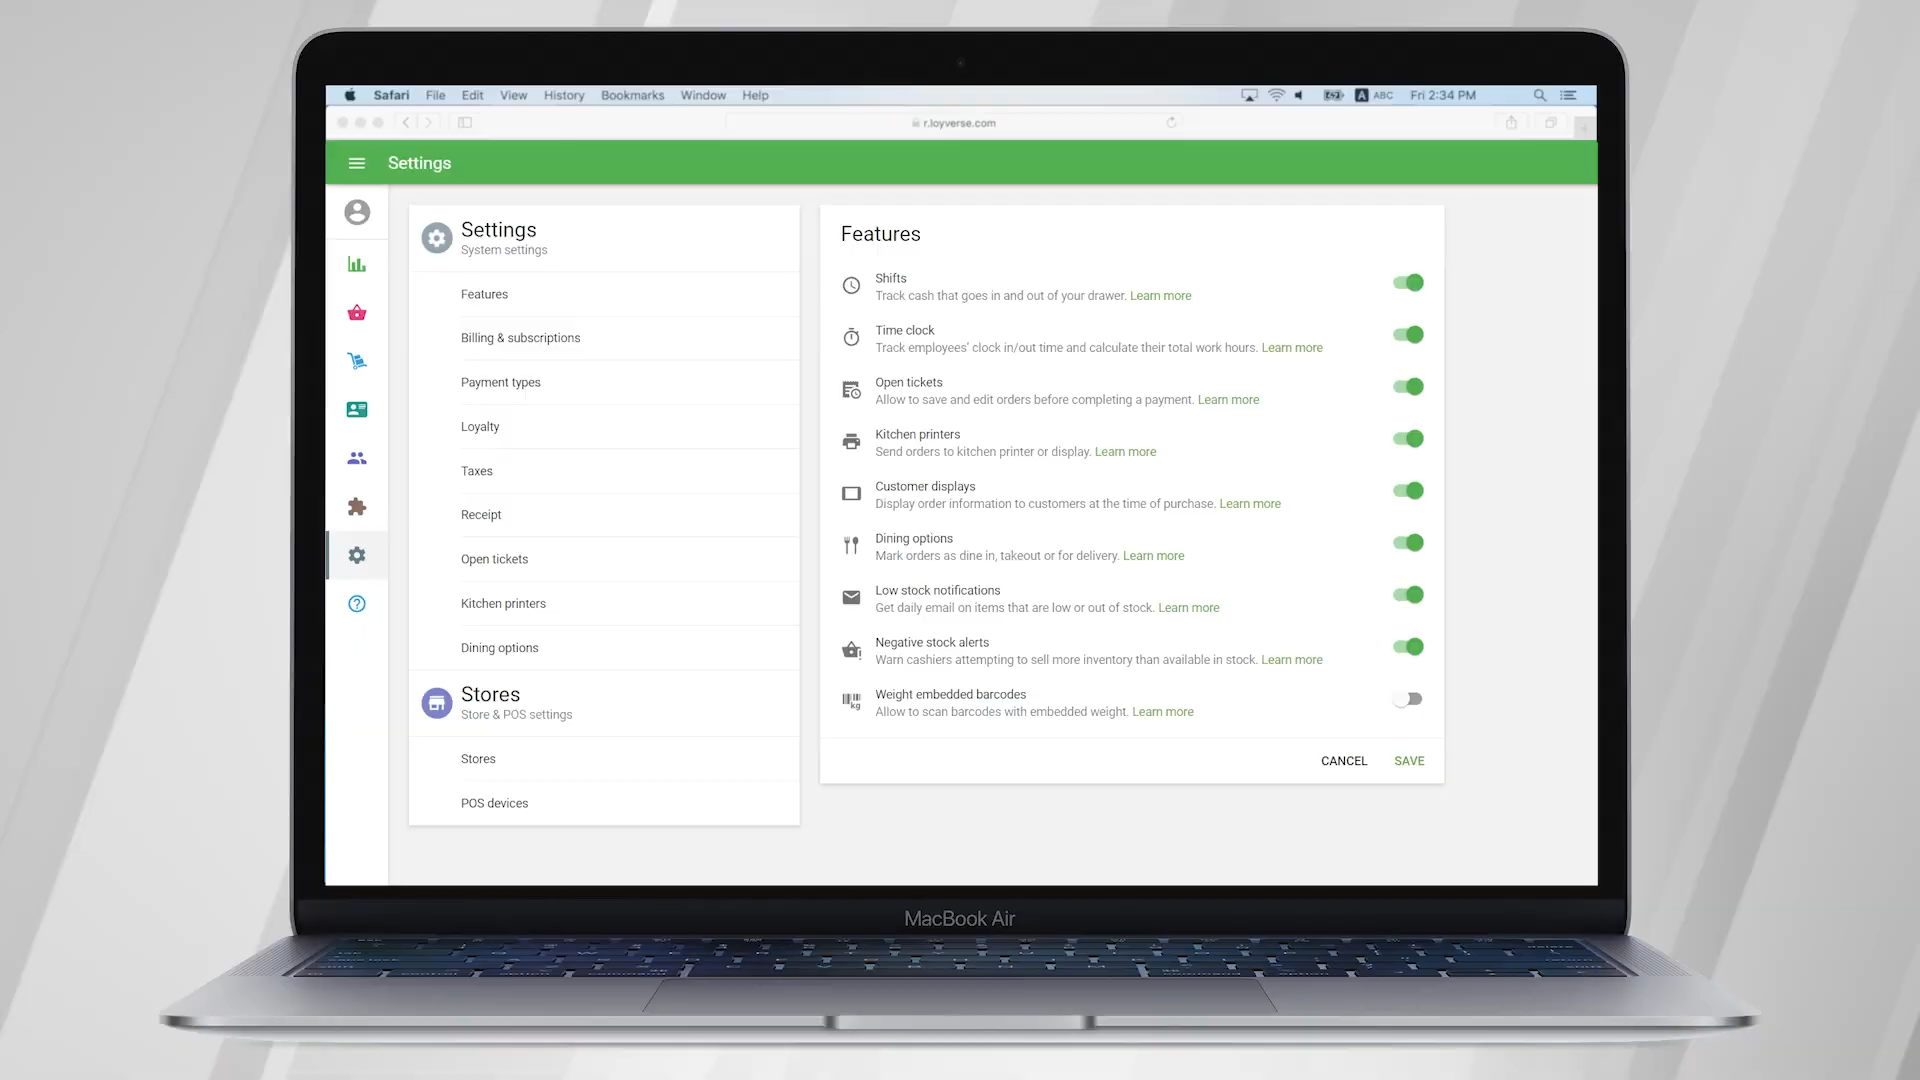 Safari File Edit View History Bookmarks Window Help
A ABC Fri 2:34 PM
r.loyverse.com
Settings
Settings
System settings
Features
Billing & subscriptions
Payment types
Loyalty
Taxes
Receipt
Open tickets
Kitchen printers
Dining options
Stores
Store & POS settings
Stores
POS devices
Features
Shifts
Track cash that goes in and out of your drawer. Learn more
Time clock
Track employees' clock in/out time and calculate their total work hours. Learn more
Open tickets
Allow to save and edit orders before completing a payment. Learn more
Kitchen printers
Send orders to kitchen printer or display. Learn more
Customer displays
Display order information to customers at the time of purchase. Learn more
Dining options
Mark orders as dine in, takeout or for delivery. Learn more
Low stock notifications
Get daily email on items that are low or out of stock. Learn more
Negative stock alerts
Warn cashiers attempting to sell more inventory than available in stock. Learn more
kg
Weight embedded barcodes
Allow to scan barcodes with embedded weight. Learn more
CANCEL SAVE
MacBook Air